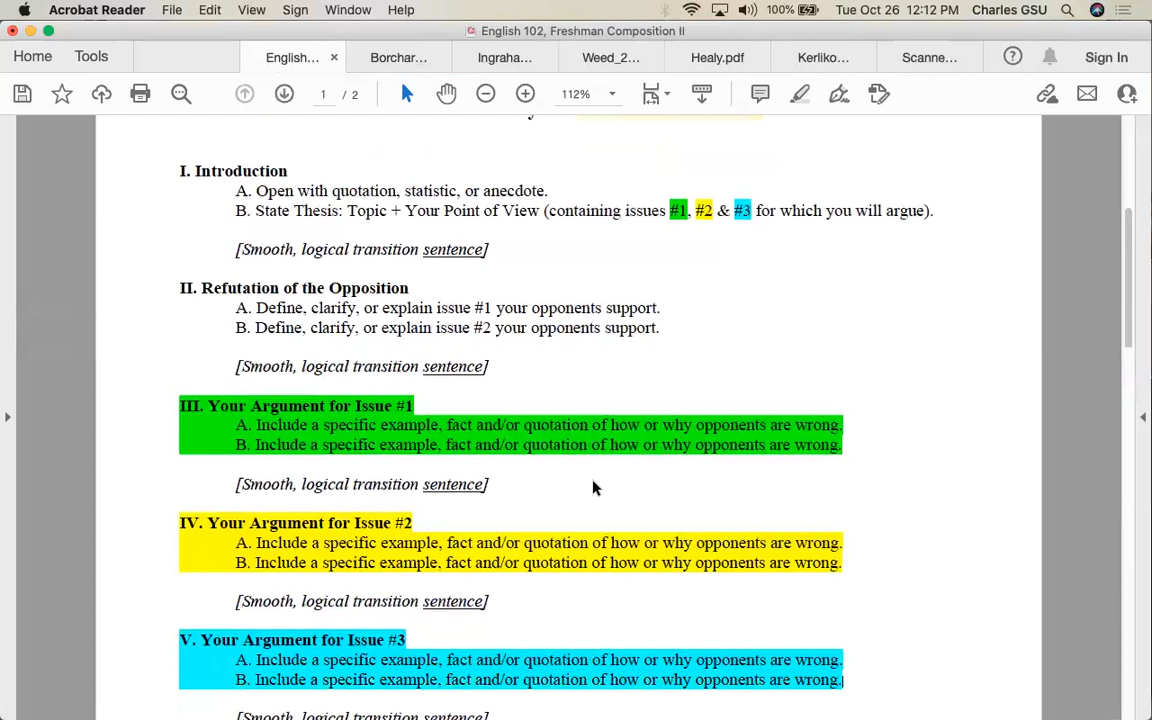 Acrobat Reader File Edit View Sign Window Help 100% Tue Oct 26 12:12 PM Charles GSU
English 102, Freshman Composition II
Home Tools English... × Borchar... Ingraha... Weed_2... Healy.pdf Kerliko... Scanne... Sign In
1 / 2 112%
I. Introduction
A. Open with quotation, statistic, or anecdote.
B. State Thesis: Topic + Your Point of View (containing issues #1, #2 & #3 for which you will argue).
[Smooth, logical transition sentence]
II. Refutation of the Opposition
A. Define, clarify, or explain issue #1 your opponents support.
B. Define, clarify, or explain issue #2 your opponents support.
[Smooth, logical transition sentence]
III. Your Argument for Issue #1
A. Include a specific example, fact and/or quotation of how or why opponents are wrong.
B. Include a specific example, fact and/or quotation of how or why opponents are wrong.
[Smooth, logical transition sentence]
IV. Your Argument for Issue #2
A. Include a specific example, fact and/or quotation of how or why opponents are wrong.
B. Include a specific example, fact and/or quotation of how or why opponents are wrong.
[Smooth, logical transition sentence]
V. Your Argument for Issue #3
A. Include a specific example, fact and/or quotation of how or why opponents are wrong.
B. Include a specific example, fact and/or quotation of how or why opponents are wrong.
[Smooth, logical transition sentence]